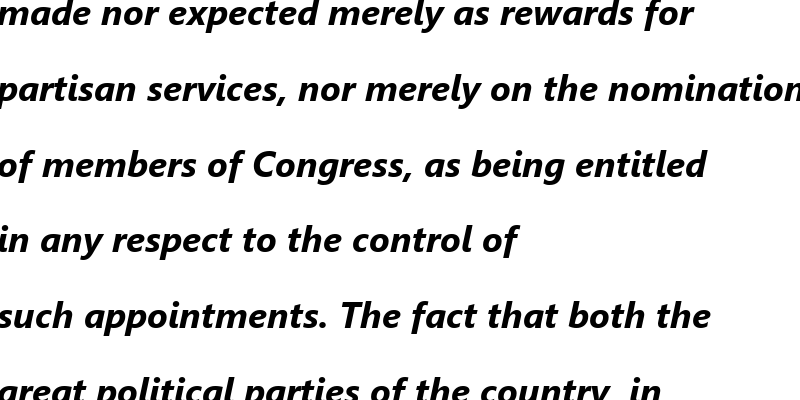 made nor expected merely as rewards for
partisan services, nor merely on the nomination
of members of Congress, as being entitled
in any respect to the control of
such appointments. The fact that both the
great political parties of the country, in